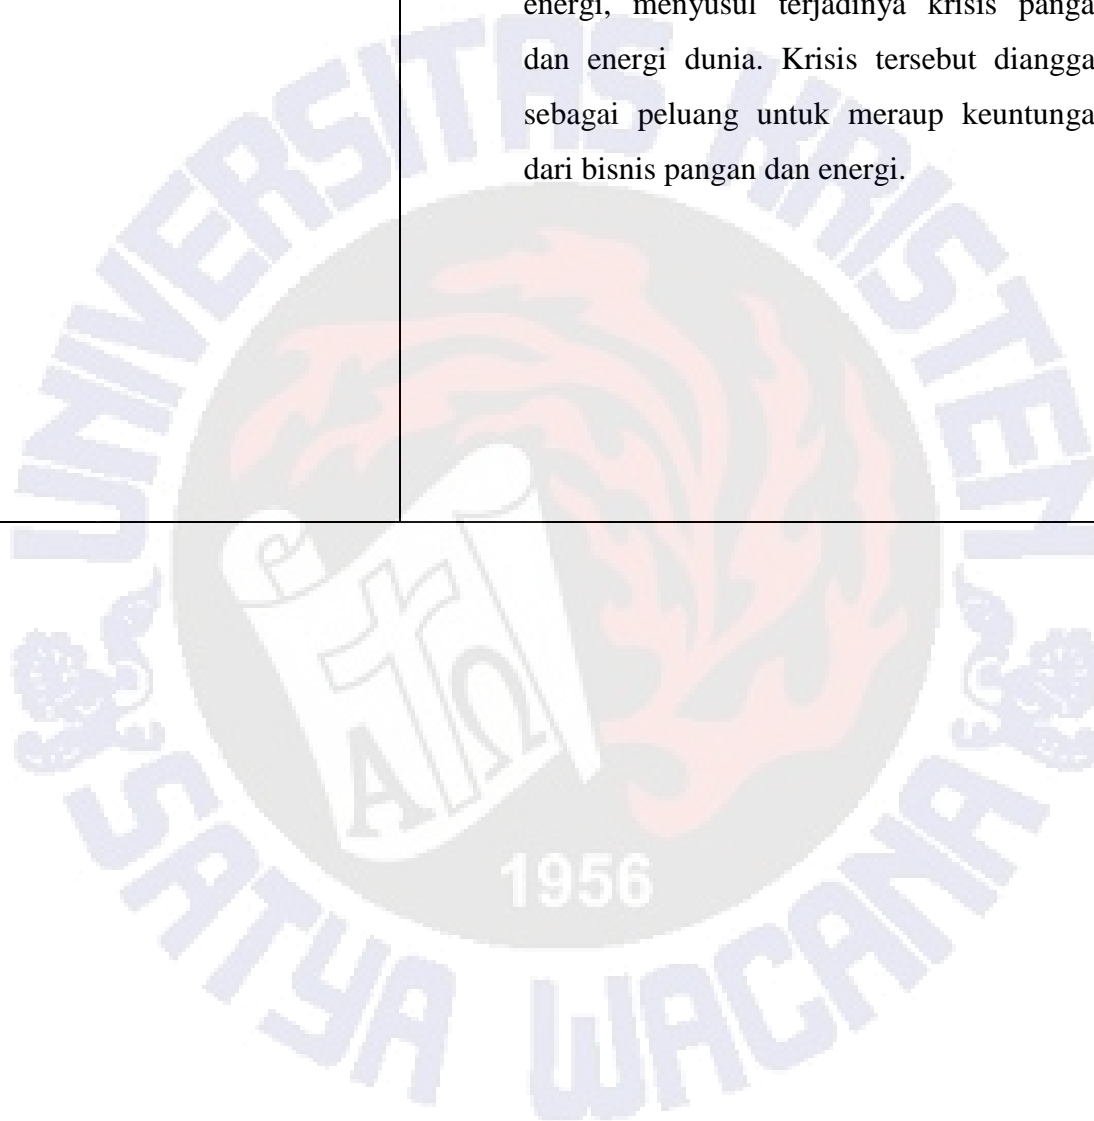 energi, menyusul terjadinya krisis panga
dan energi dunia. Krisis tersebut diangga
sebagai peluang untuk meraup keuntunga
dari bisnis pangan dan energi.
UNIVERSITAS KRISTEN
SATYA WACANA
A Ω
1956